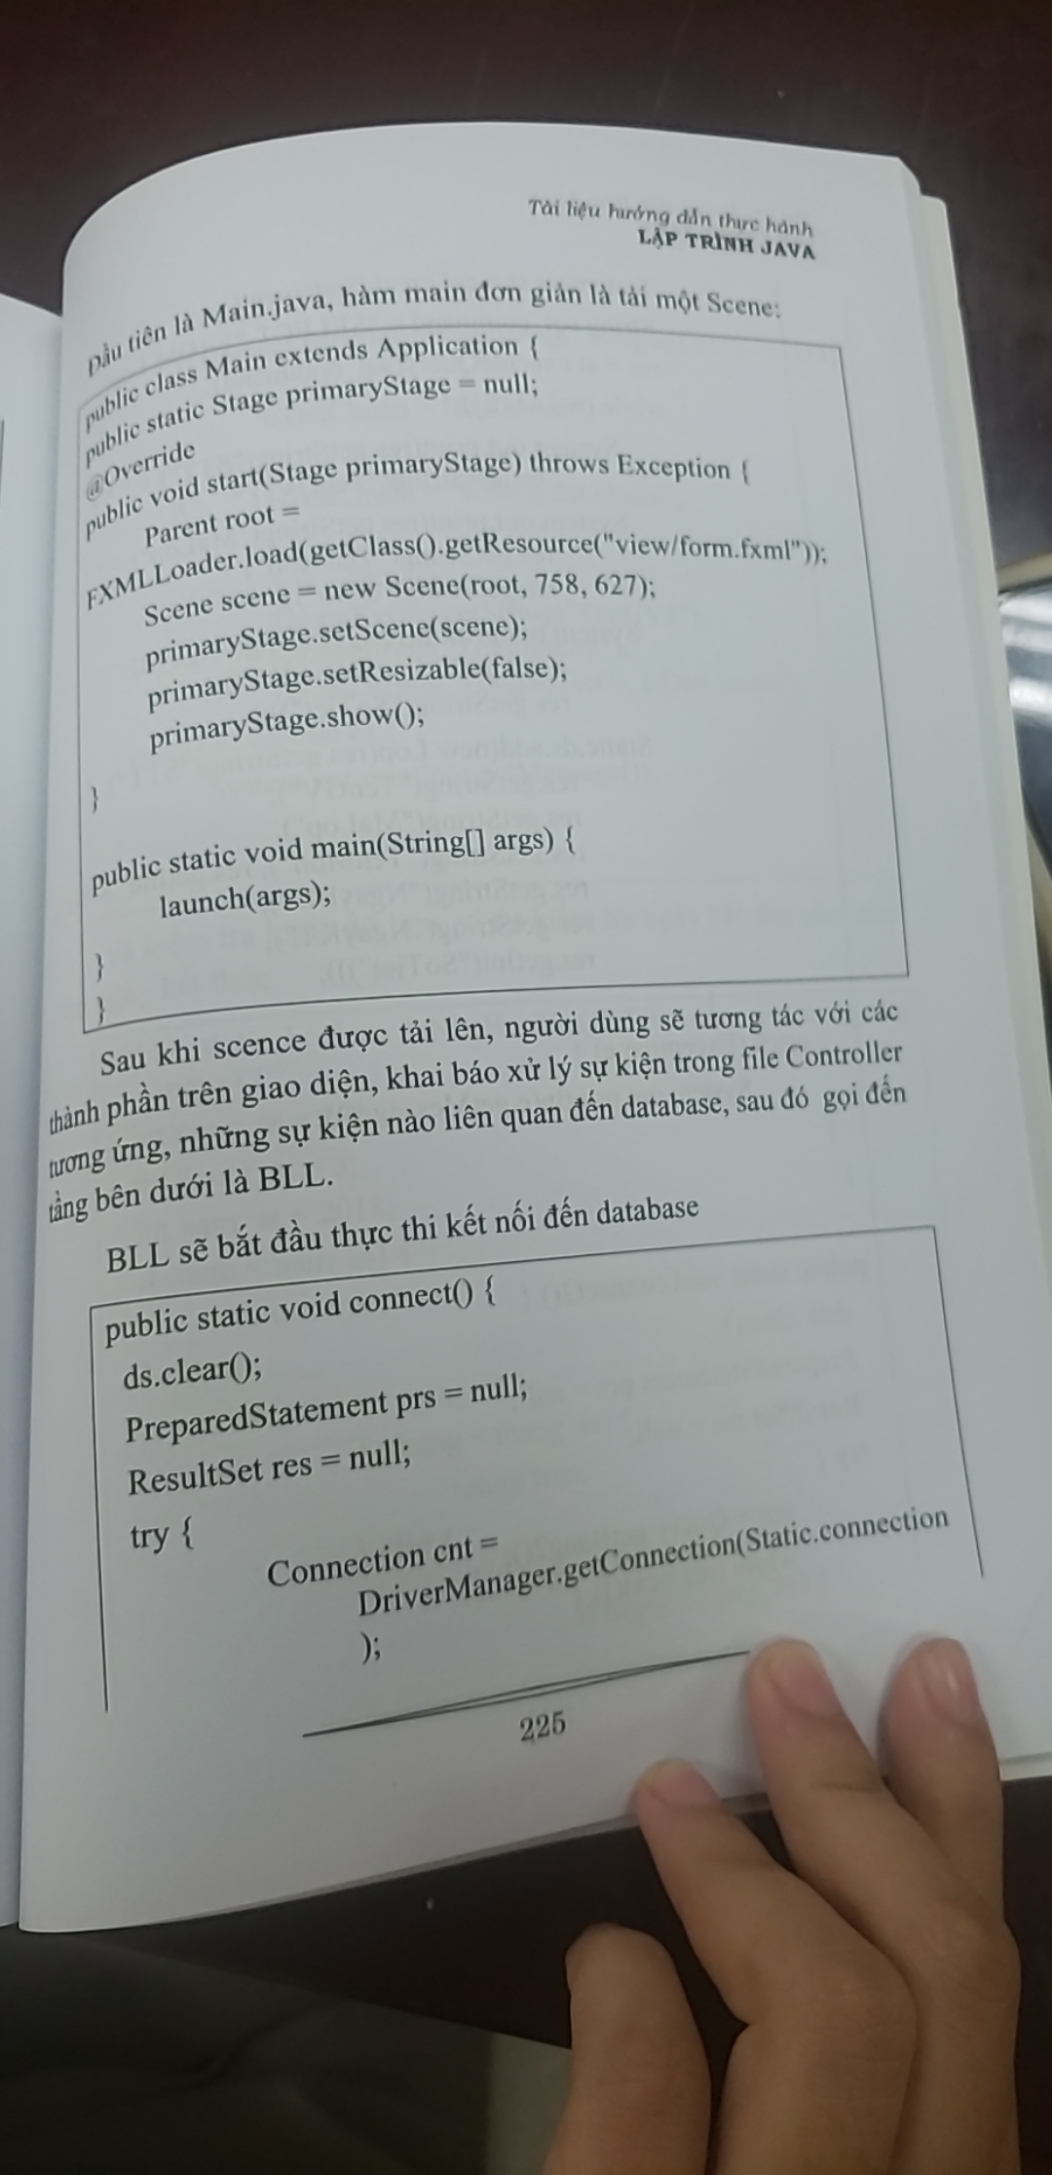 Tài liệu hướng dẫn thực hành
LẬP TRÌNH JAVA
Đầu tiên là Main.java, hàm main đơn giản là tải một Scene:
public class Main extends Application {
public static Stage primaryStage = null;
@Override
public void start(Stage primaryStage) throws Exception {
Parent root =
FXMLLoader.load(getClass().getResource("view/form.fxml"));
Scene scene = new Scene(root, 758, 627);
primaryStage.setScene(scene);
primaryStage.setResizable(false);
primaryStage.show();
}
public static void main(String[] args) {
launch(args);
}
}
Sau khi scence được tải lên, người dùng sẽ tương tác với các
thành phần trên giao diện, khai báo xử lý sự kiện trong file Controller
tương ứng, những sự kiện nào liên quan đến database, sau đó gọi đến
tầng bên dưới là BLL.
BLL sẽ bắt đầu thực thi kết nối đến database
public static void connect() {
ds.clear();
PreparedStatement prs = null;
ResultSet res = null;
try {
Connection cnt =
DriverManager.getConnection(Static.connection
);
225